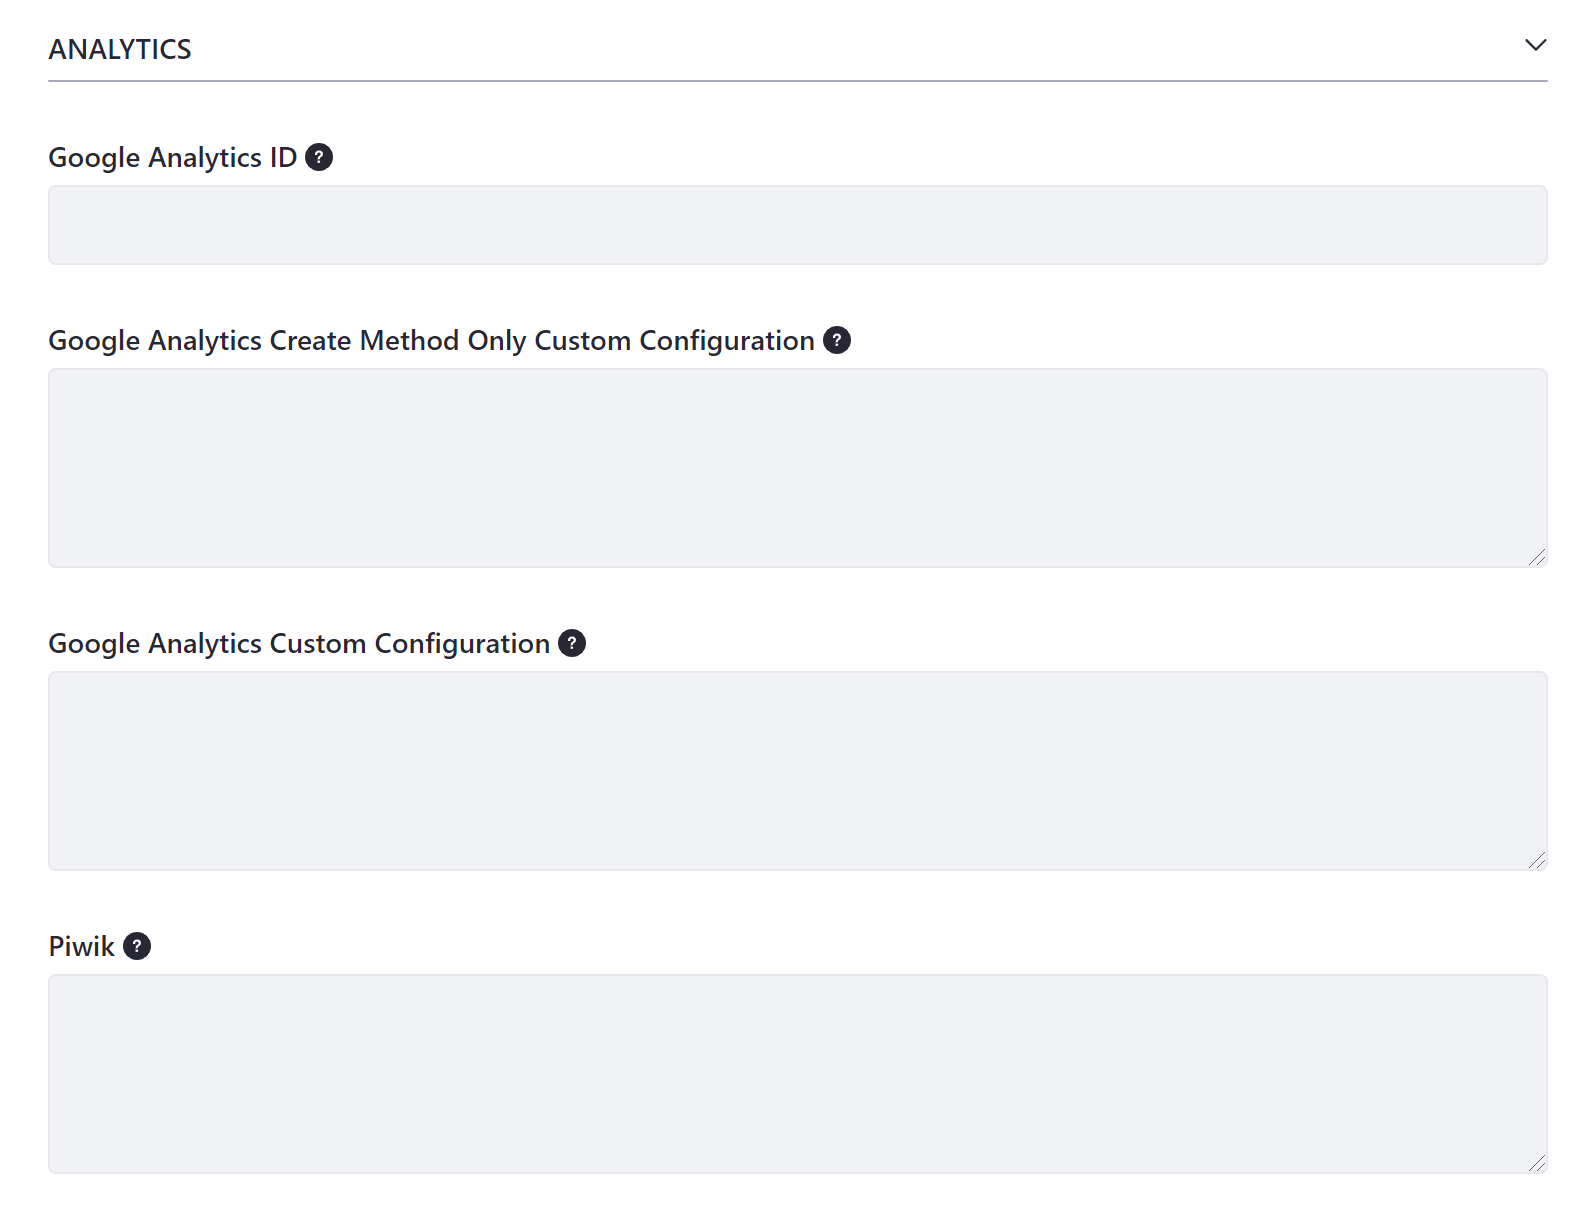 ANALYTICS
Google Analytics ID ?
Google Analytics Create Method Only Custom Configuration ?
Google Analytics Custom Configuration ?
Piwik ?